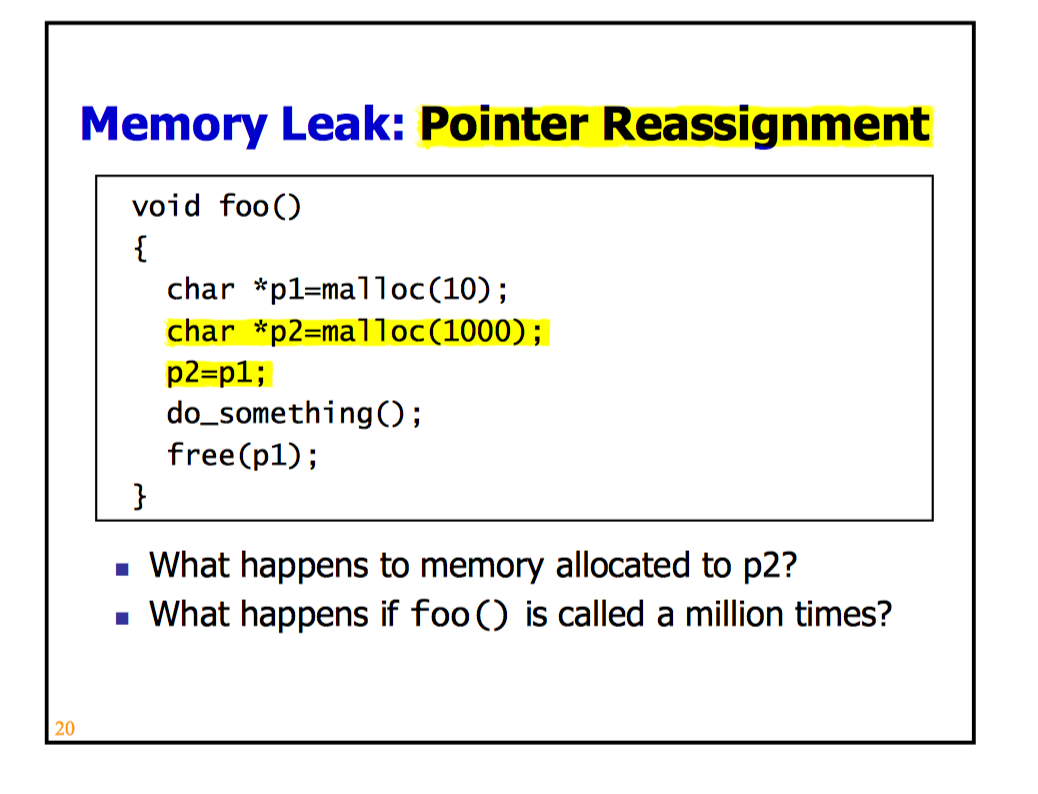 Memory Leak: Pointer Reassignment
void foo()
{
char *p1=malloc(10);
char *p2=malloc(1000);
p2=p1;
do_something();
free(p1);
}
What happens to memory allocated to p2?
What happens if foo() is called a million times?
20